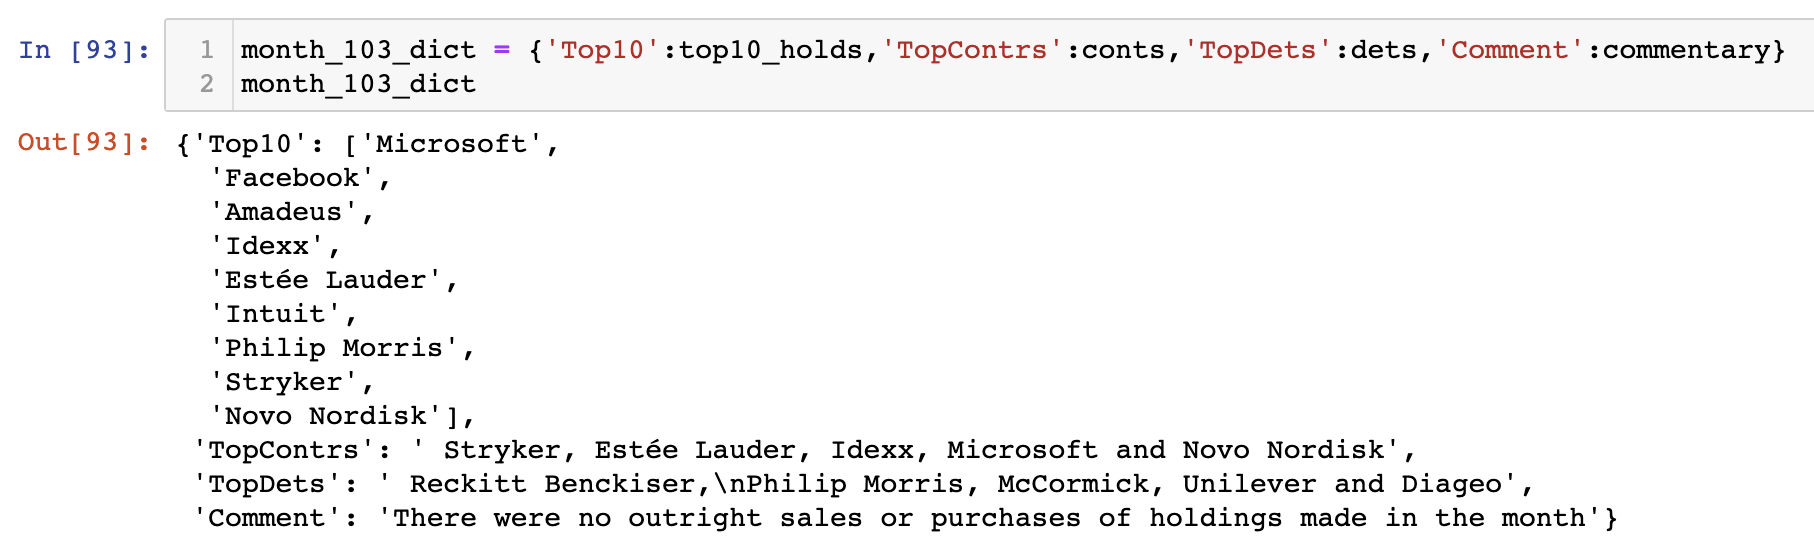 In [93]: 1 month_103_dict = {'Top10':top10_holds,'TopContrs':conts,'TopDets':dets,'Comment':commentary}
2 month_103_dict
Out[93]: {'Top10': ['Microsoft',
'Facebook',
'Amadeus',
'Idexx',
'Estée Lauder',
'Intuit',
'Philip Morris',
'Stryker',
'Novo Nordisk'],
'TopContrs': ' Stryker, Estée Lauder, Idexx, Microsoft and Novo Nordisk',
'TopDets': ' Reckitt Benckiser,\nPhilip Morris, McCormick, Unilever and Diageo',
'Comment': 'There were no outright sales or purchases of holdings made in the month'}